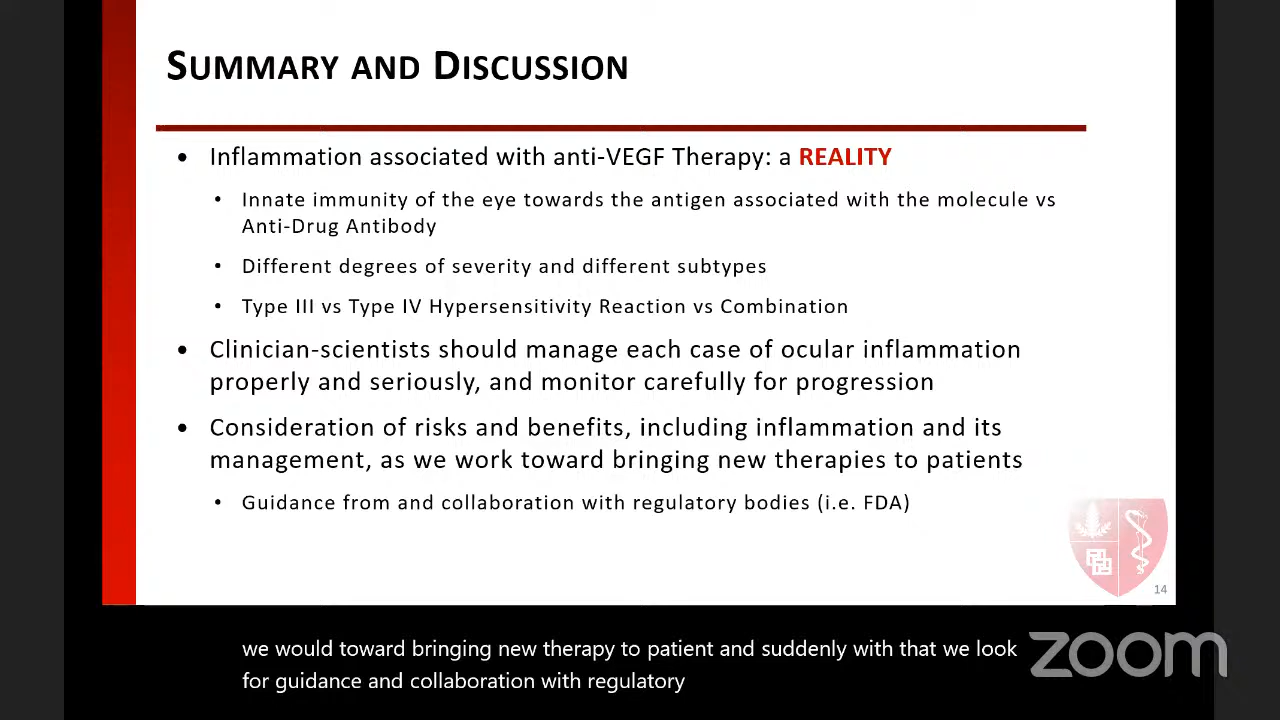 SUMMARY AND DISCUSSION
• Inflammation associated with anti-VEGF Therapy: a REALITY
• Innate immunity of the eye towards the antigen associated with the molecule vs
Anti-Drug Antibody
• Different degrees of severity and different subtypes
• Type III vs Type IV Hypersensitivity Reaction vs Combination
• Clinician-scientists should manage each case of ocular inflammation
properly and seriously, and monitor carefully for progression
• Consideration of risks and benefits, including inflammation and its
management, as we work toward bringing new therapies to patients
• Guidance from and collaboration with regulatory bodies (i.e. FDA)
14
we would toward bringing new therapy to patient and suddenly with that we look
for guidance and collaboration with regulatory
zoom